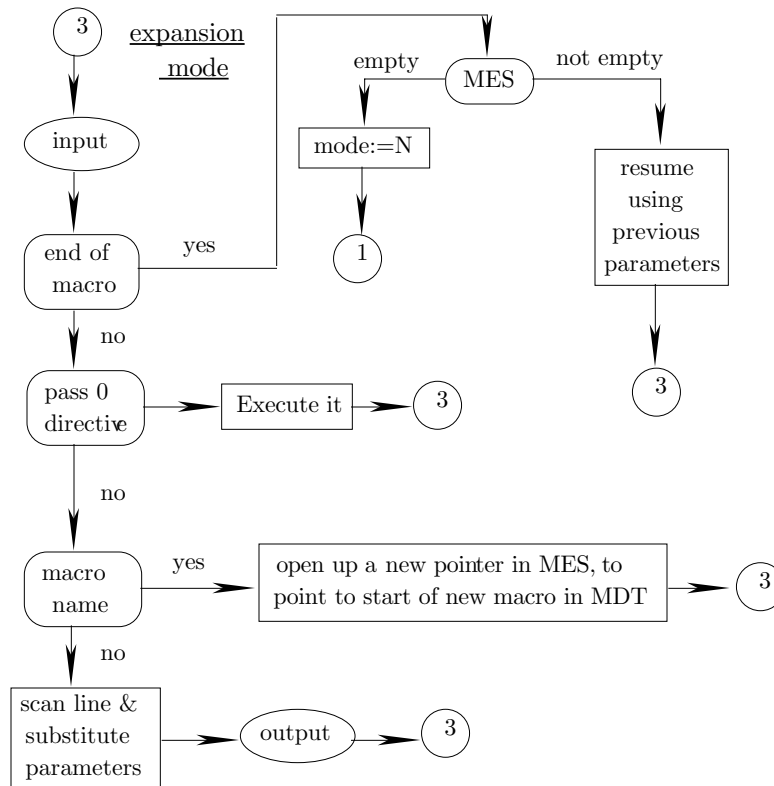 3
expansion
mode
input
end of
macro
yes
MES
empty
not empty
mode:=N
1
resume
using
previous
parameters
3
no
pass 0
directive
Execute it
3
no
macro
name
yes
open up a new pointer in MES, to
point to start of new macro in MDT
3
no
scan line &
substitute
parameters
output
3